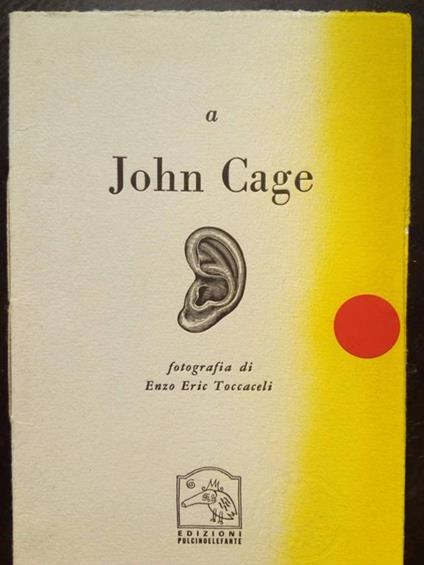 a
John Cage
fotografia di
Enzo Eric Toccaceli
EDIZIONI
PULCINOELEFANTE